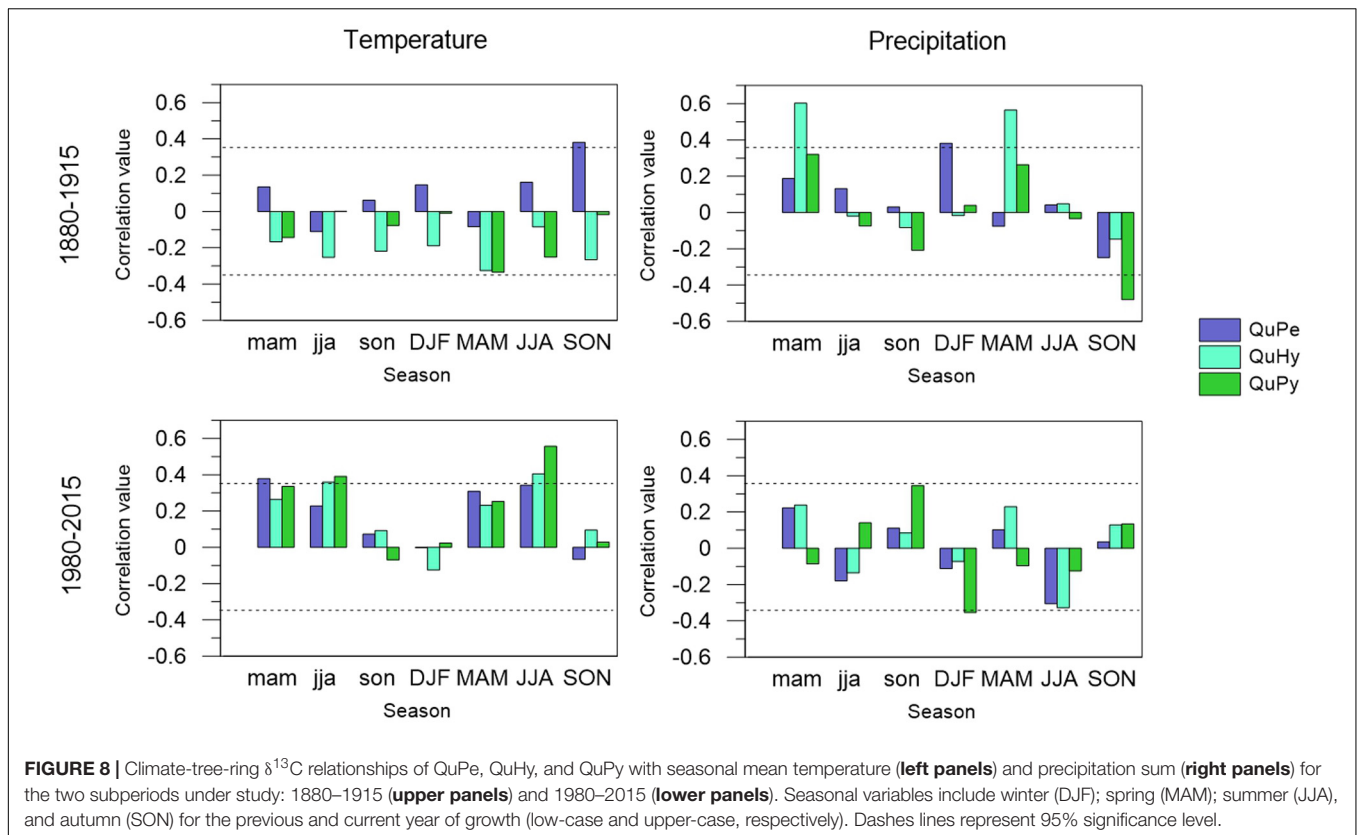 Temperature
Precipitation
1880-1915
Correlation value
0.6
0.4
0.2
0
-0.2
-0.4
-0.6
mam jja son DJF MAM JJA SON
Season
Correlation value
0.6
0.4
0.2
0
-0.2
-0.4
-0.6
mam jja son DJF MAM JJA SON
Season
QuPe
QuHy
QuPy
1980-2015
Correlation value
0.6
0.4
0.2
0
-0.2
-0.4
-0.6
mam jja son DJF MAM JJA SON
Season
Correlation value
0.6
0.4
0.2
0
-0.2
-0.4
-0.6
mam jja son DJF MAM JJA SON
Season
FIGURE 8 | Climate-tree-ring δ¹³C relationships of QuPe, QuHy, and QuPy with seasonal mean temperature (left panels) and precipitation sum (right panels) for
the two subperiods under study: 1880–1915 (upper panels) and 1980–2015 (lower panels). Seasonal variables include winter (DJF); spring (MAM); summer (JJA),
and autumn (SON) for the previous and current year of growth (low-case and upper-case, respectively). Dashes lines represent 95% significance level.